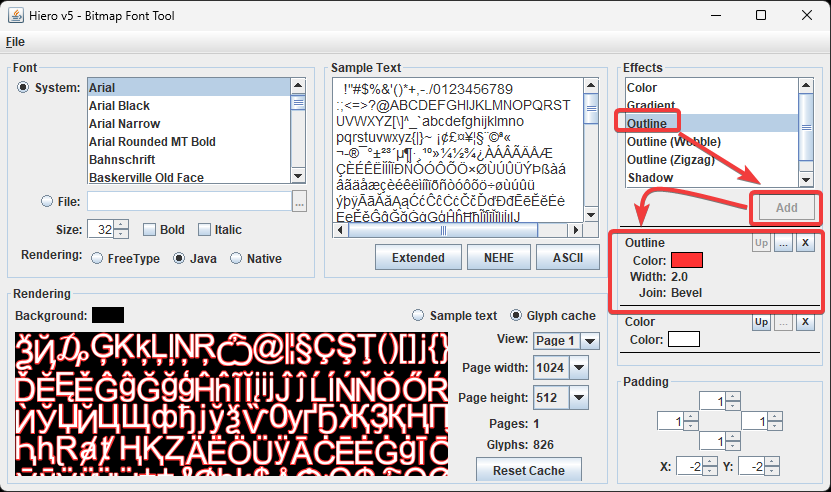 Hiero v5 - Bitmap Font Tool
File
Font
System:
Arial
Arial Black
Arial Narrow
Arial Rounded MT Bold
Bahnschrift
Baskerville Old Face
File:
...
Size: 32 Bold Italic
Rendering: FreeType Java Native
Sample Text
!"#$%&'()*+,-./0123456789
:;<=>?@ABCDEFGHIJKLMNOPQRST
UVWXYZ[\]^_`abcdefghijklmno
pqrstuvwxyz{|}~ ¡¢£¤¥¦§¨©ª«
¬-®¯°±²³´µ¶·¸¹º»¼½¾¿ÀÁÂÃÄÅÆ
ÇÈÉÊËÌÍÎÏÐÑÒÓÔÕÖ×ØÙÚÛÜÝÞßàá
âãäåæçèéêëìíîïðñòóôõö÷øùúûü
ýþÿĀāĂăĄąĆćĈĉĊċČčĎďĐđĒēĔĕĖė
Extended NEHE ASCII
Effects
Color
Gradient
Outline
Outline (Wobble)
Outline (Zigzag)
Shadow
Add
Outline Up ... X
Color:
Width: 2.0
Join: Bevel
Color Up ... X
Color:
Rendering
Background:
Sample text Glyph cache
View: Page 1
Page width: 1024
Page height: 512
Pages: 1
Glyphs: 826
Reset Cache
Padding
1
1 1
1
X: -2 Y: -2